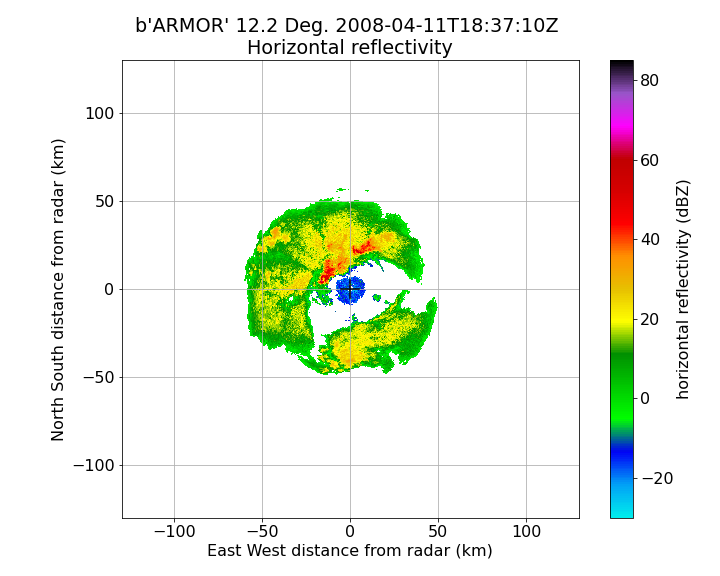 b'ARMOR' 12.2 Deg. 2008-04-11T18:37:10Z
Horizontal reflectivity
100
50
0
−50
−100
North South distance from radar (km)
−100 −50 0 50 100
East West distance from radar (km)
80
60
40
20
0
−20
horizontal reflectivity (dBZ)